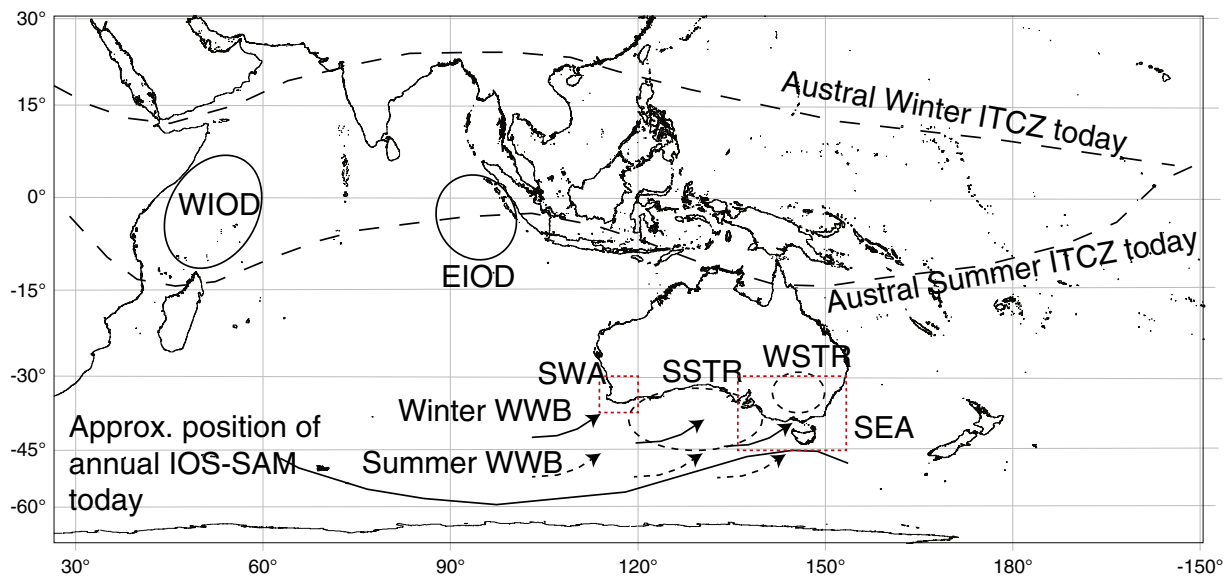 30°
15°
0°
-15°
-30°
-45°
-60°
Austral Winter ITCZ today
WIOD
EIOD
Austral Summer ITCZ today
WSTR
SWA
SSTR
Winter WWB
SEA
Approx. position of
annual IOS-SAM
today
Summer WWB
30°
60°
90°
120°
150°
180°
-150°